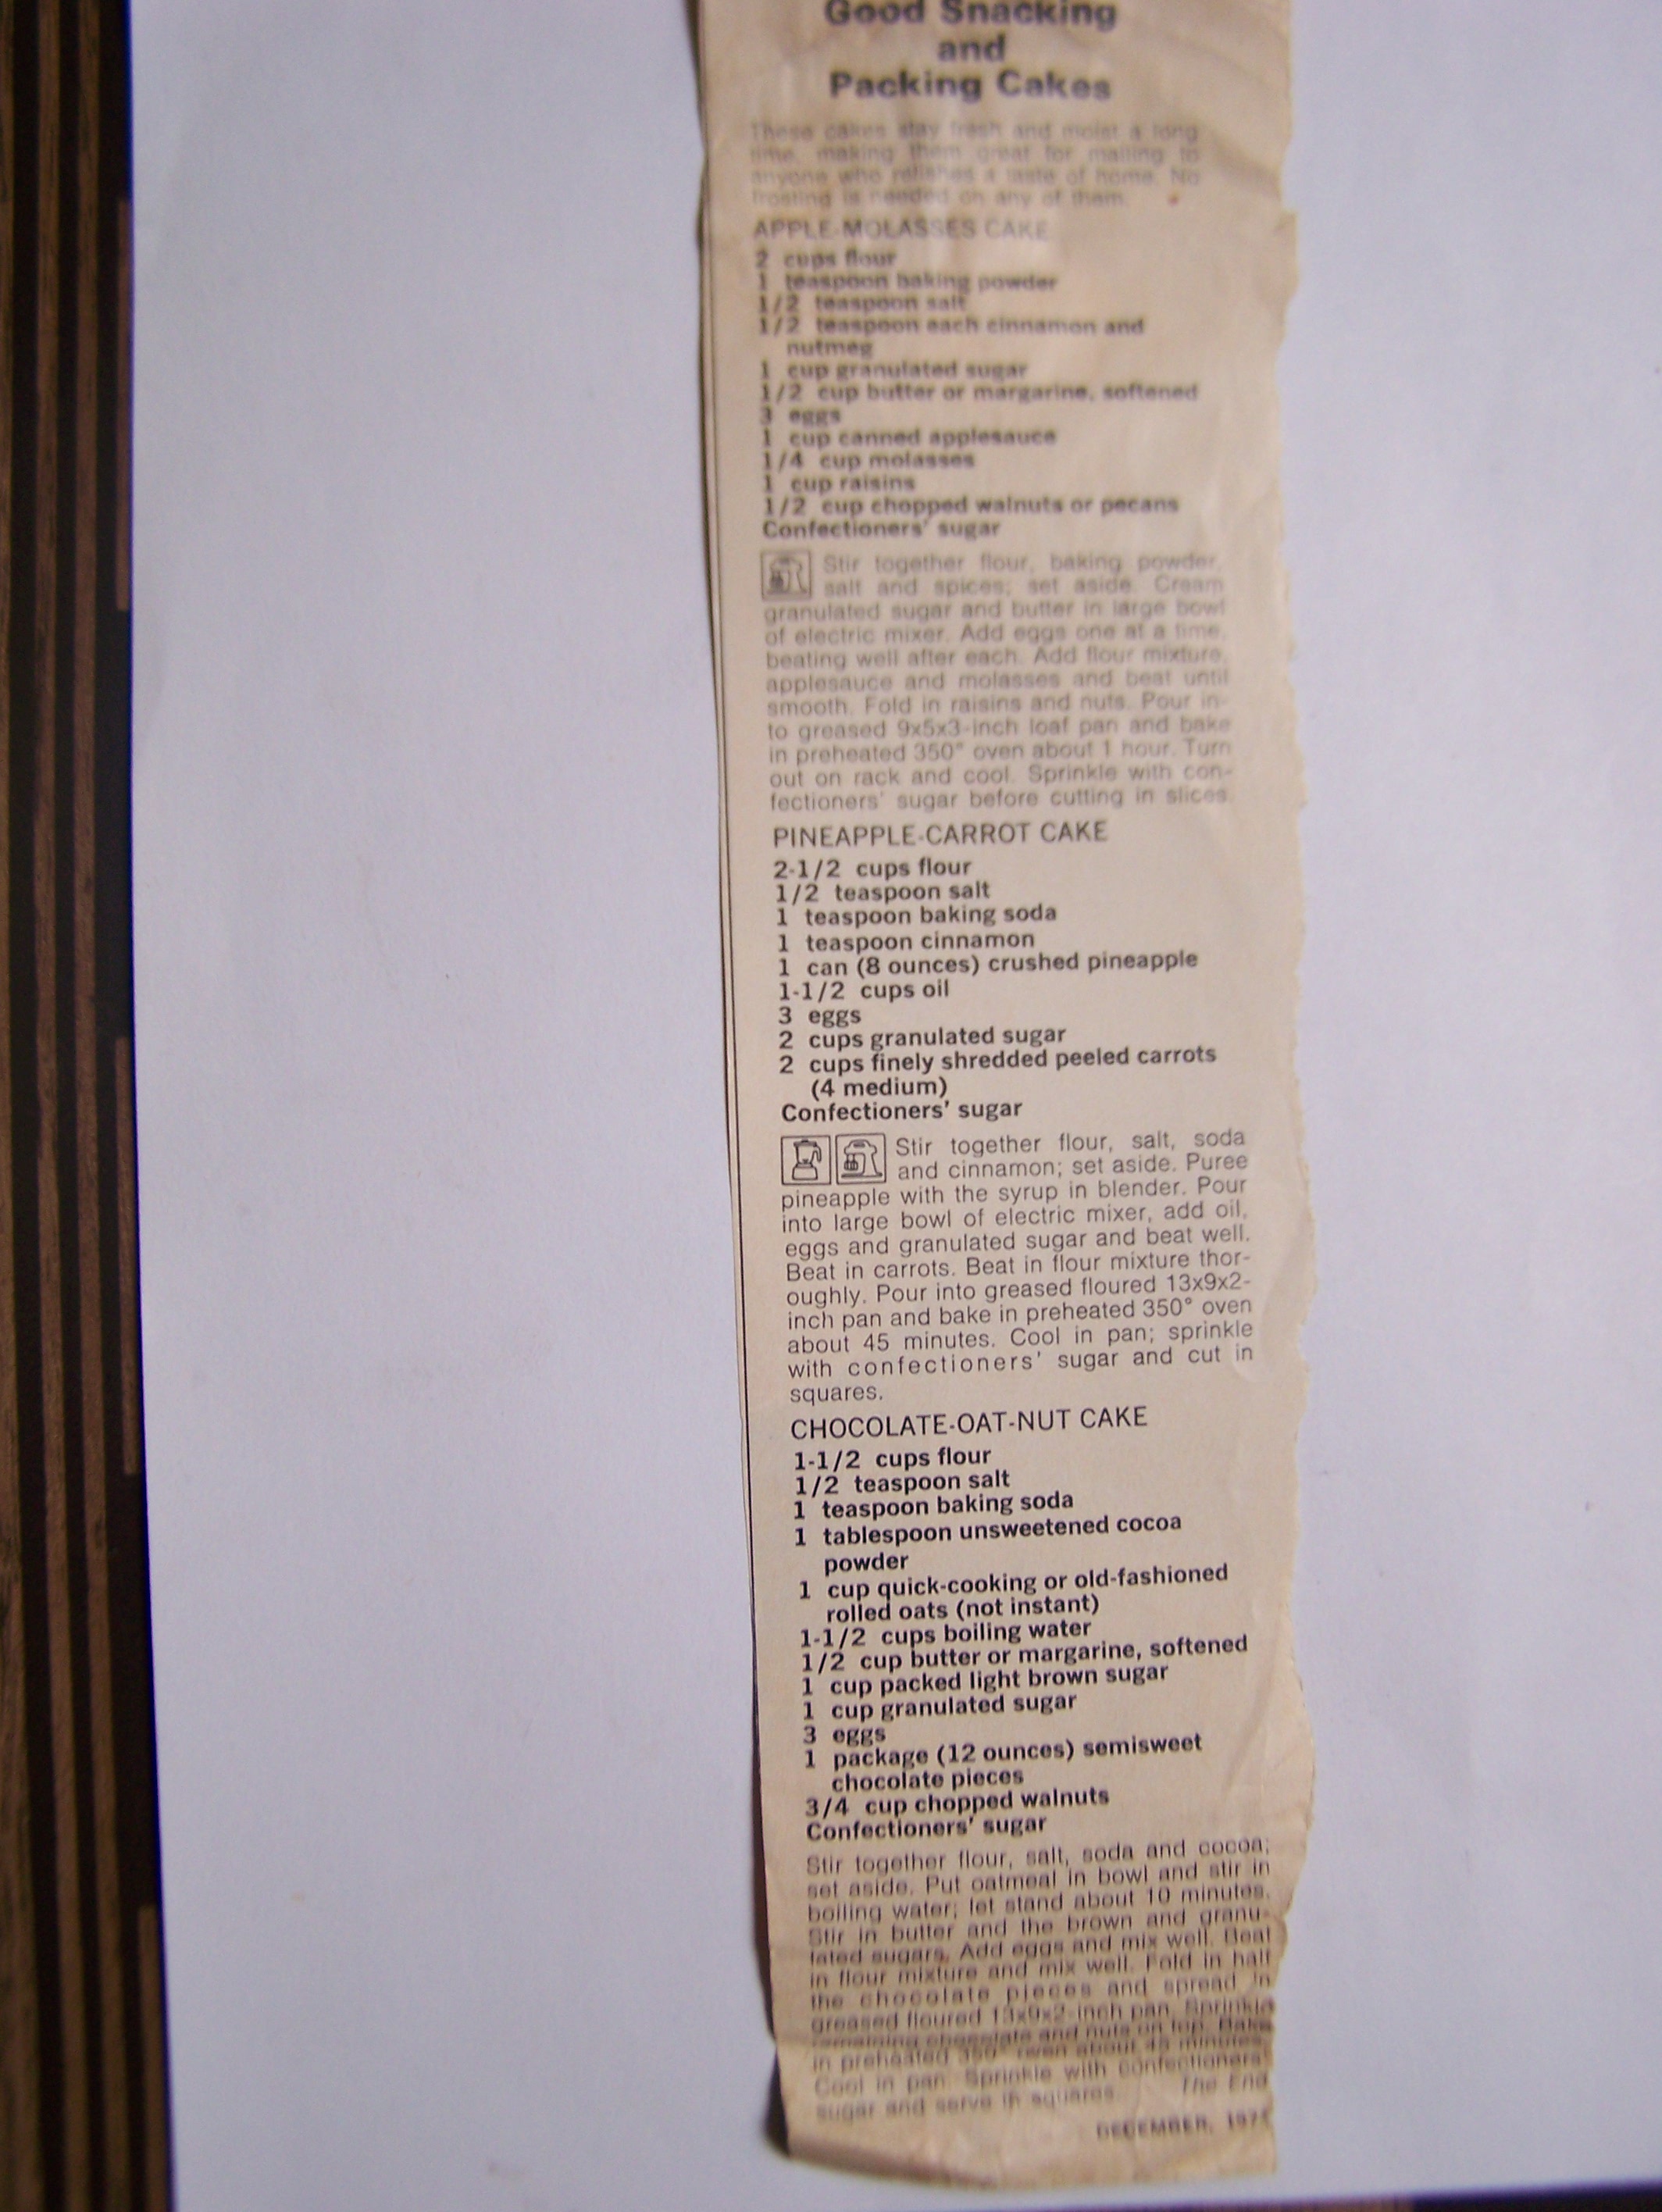 Good Snacking
and
Packing Cakes
These cakes stay fresh and moist a long
time, making them great for mailing to
anyone who relishes a taste of home. No
frosting is needed on any of them.
APPLE-MOLASSES CAKE
2 cups flour
1 teaspoon baking powder
1/2 teaspoon salt
1/2 teaspoon each cinnamon and
nutmeg
1 cup granulated sugar
1/2 cup butter or margarine, softened
3 eggs
1 cup canned applesauce
1/4 cup molasses
1 cup raisins
1/2 cup chopped walnuts or pecans
Confectioners' sugar
Stir together flour, baking powder,
salt and spices; set aside. Cream
granulated sugar and butter in large bowl
of electric mixer. Add eggs one at a time,
beating well after each. Add flour mixture,
applesauce and molasses and beat until
smooth. Fold in raisins and nuts. Pour in-
to greased 9x5x3-inch loaf pan and bake
in preheated 350° oven about 1 hour. Turn
out on rack and cool. Sprinkle with con-
fectioners' sugar before cutting in slices.
PINEAPPLE-CARROT CAKE
2-1/2 cups flour
1/2 teaspoon salt
1 teaspoon baking soda
1 teaspoon cinnamon
1 can (8 ounces) crushed pineapple
1-1/2 cups oil
3 eggs
2 cups granulated sugar
2 cups finely shredded peeled carrots
(4 medium)
Confectioners' sugar
Stir together flour, salt, soda
and cinnamon; set aside. Puree
pineapple with the syrup in blender. Pour
into large bowl of electric mixer, add oil,
eggs and granulated sugar and beat well.
Beat in carrots. Beat in flour mixture thor-
oughly. Pour into greased floured 13x9x2-
inch pan and bake in preheated 350° oven
about 45 minutes. Cool in pan; sprinkle
with confectioners' sugar and cut in
squares.
CHOCOLATE-OAT-NUT CAKE
1-1/2 cups flour
1/2 teaspoon salt
1 teaspoon baking soda
1 tablespoon unsweetened cocoa
powder
1 cup quick-cooking or old-fashioned
rolled oats (not instant)
1-1/2 cups boiling water
1/2 cup butter or margarine, softened
1 cup packed light brown sugar
1 cup granulated sugar
3 eggs
1 package (12 ounces) semisweet
chocolate pieces
3/4 cup chopped walnuts
Confectioners' sugar
Stir together flour, salt, soda and cocoa;
set aside. Put oatmeal in bowl and stir in
boiling water; let stand about 10 minutes.
Stir in butter and the brown and granu-
lated sugars. Add eggs and mix well. Beat
in flour mixture and mix well. Fold in half
the chocolate pieces and spread in
greased floured 13x9x2-inch pan. Sprinkle
remaining chocolate and nuts on top. Bake
in preheated 350° oven about 45 minutes.
Cool in pan. Sprinkle with confectioners'
sugar and serve in squares. The End
DECEMBER,